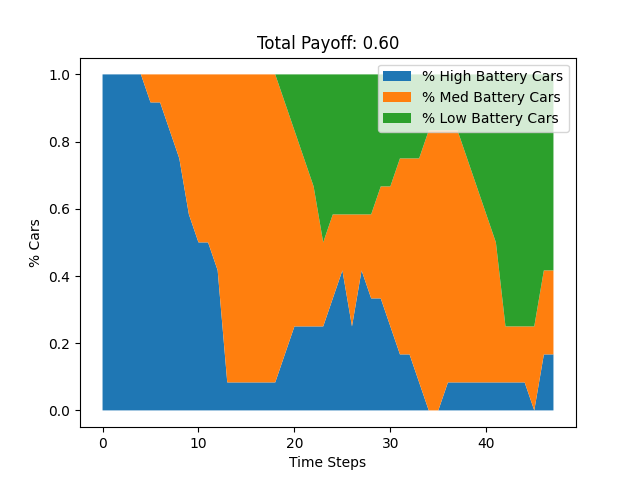 Total Payoff: 0.60
% High Battery Cars
% Med Battery Cars
% Low Battery Cars
1.0
0.8
0.6
0.4
0.2
0.0
% Cars
0 10 20 30 40
Time Steps